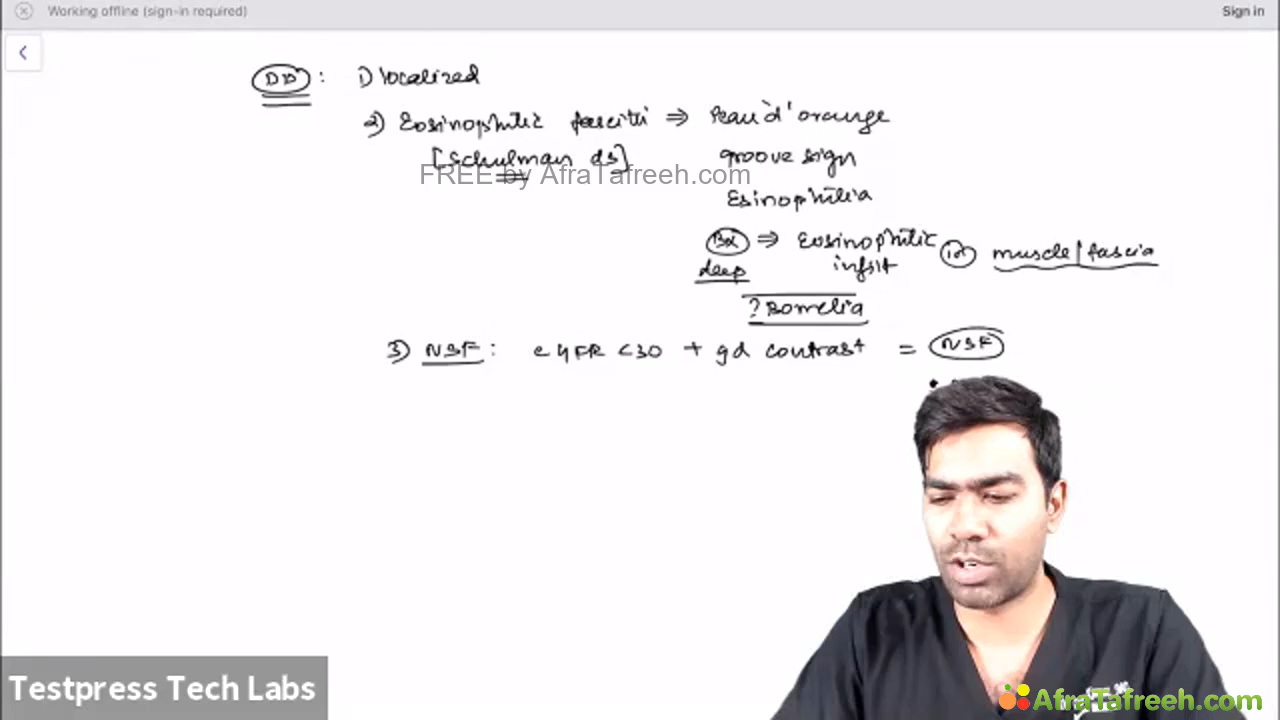 Working offline (sign-in required)
Sign in
DD : 1) localized
2) Eosinophilic fascitis ⇒ Peau d'orange
[Schulman ds] groove sign
FREE by AfraTafreeh.com
Esinophilia
Bx ⇒ Eosinophilic infilt in muscle/fascia
deep
? Borrelia
3) NSF : eGFR <30 + gd contrast = NSF
Testpress Tech Labs
AfraTafreeh.com